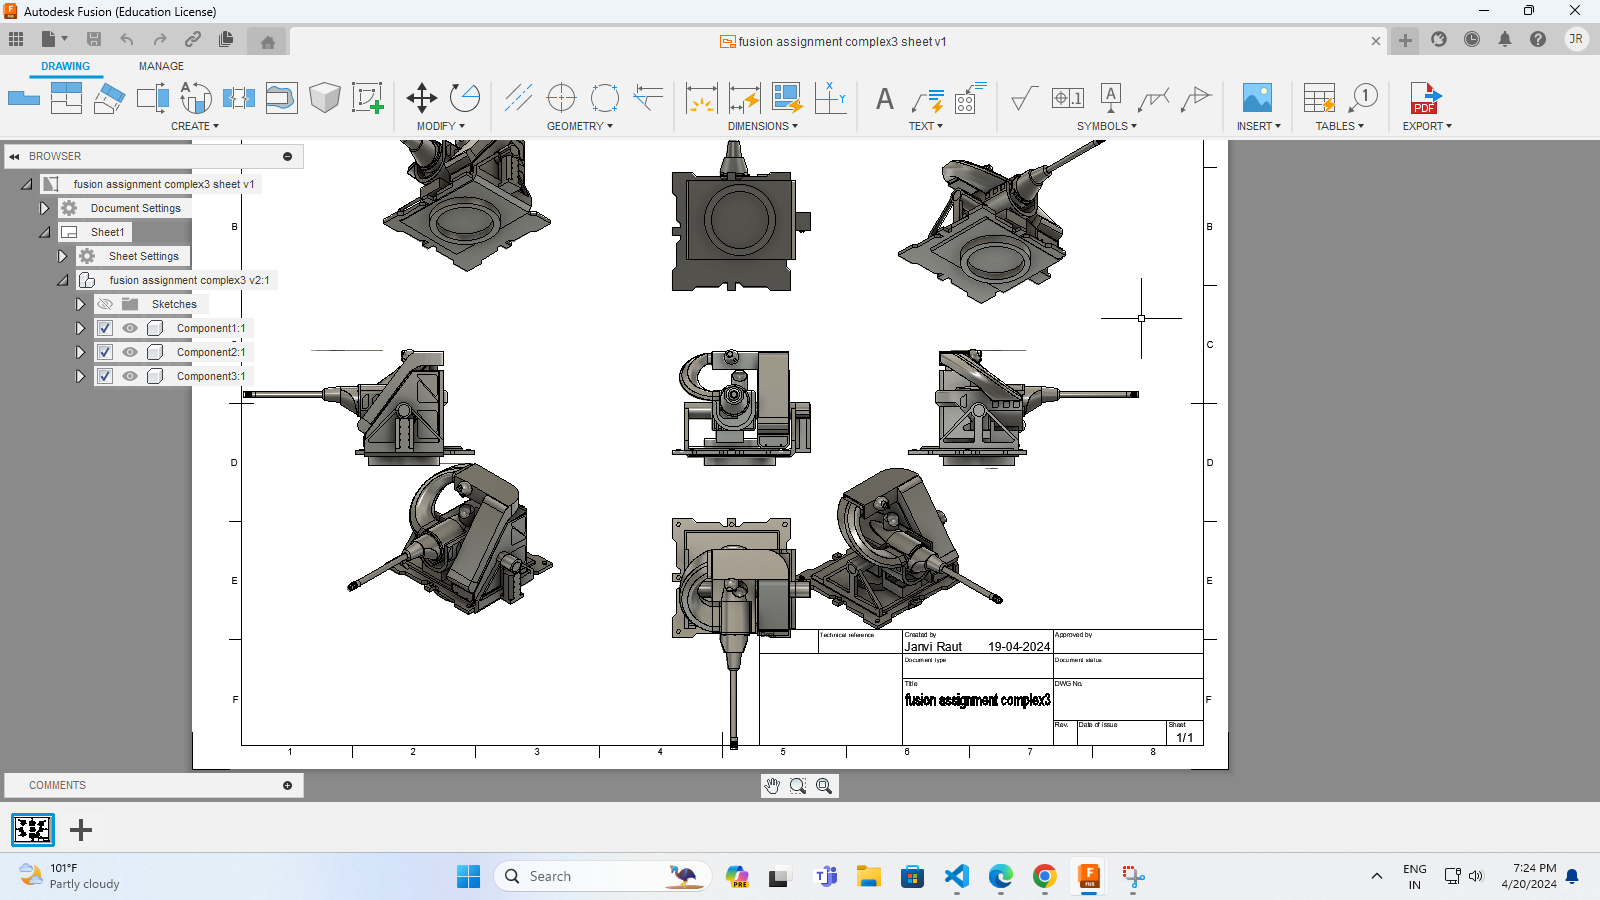 Autodesk Fusion (Education License)
fusion assignment complex3 sheet v1
JR
DRAWING
MANAGE
CREATE
MODIFY
GEOMETRY
DIMENSIONS
TEXT
SYMBOLS
INSERT
TABLES
EXPORT
BROWSER
fusion assignment complex3 sheet v1
Document Settings
Sheet1
Sheet Settings
fusion assignment complex3 v2:1
Sketches
Component1:1
Component2:1
Component3:1
B
B
C
D
D
E
E
F
F
Technical reference
Created by
Approved by
Janvi Raut
19-04-2024
Document type
Document status
Title
DWG No.
fusion assignment complex3
Rev.
Date of issue
Sheet
1/1
1
2
3
4
5
6
7
8
COMMENTS
101°F
Partly cloudy
Search
PRE
ENG
IN
7:24 PM
4/20/2024